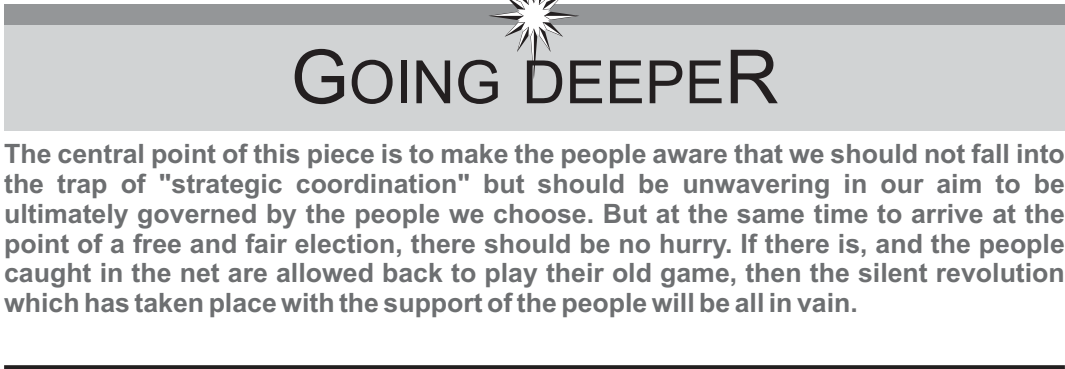 GOING DEEPER
The central point of this piece is to make the people aware that we should not fall into
the trap of "strategic coordination" but should be unwavering in our aim to be
ultimately governed by the people we choose. But at the same time to arrive at the
point of a free and fair election, there should be no hurry. If there is, and the people
caught in the net are allowed back to play their old game, then the silent revolution
which has taken place with the support of the people will be all in vain.